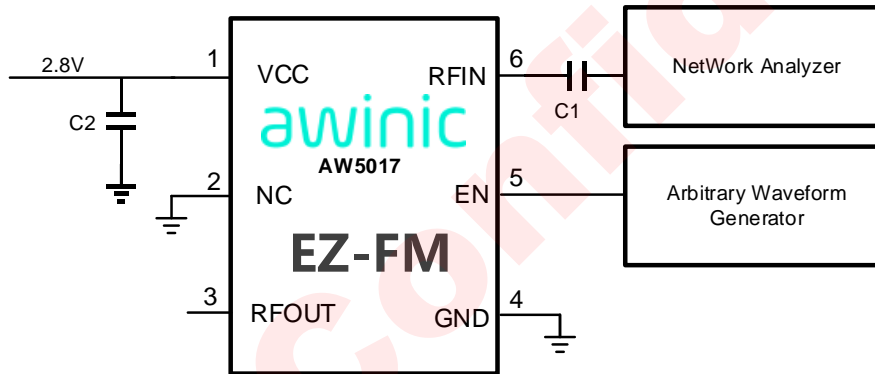 2.8V
1
VCC
C2
2
NC
3
RFOUT
awinic
AW5017
EZ-FM
6
RFIN
C1
5
EN
4
GND
NetWork Analyzer
Arbitrary Waveform
Generator
Confid